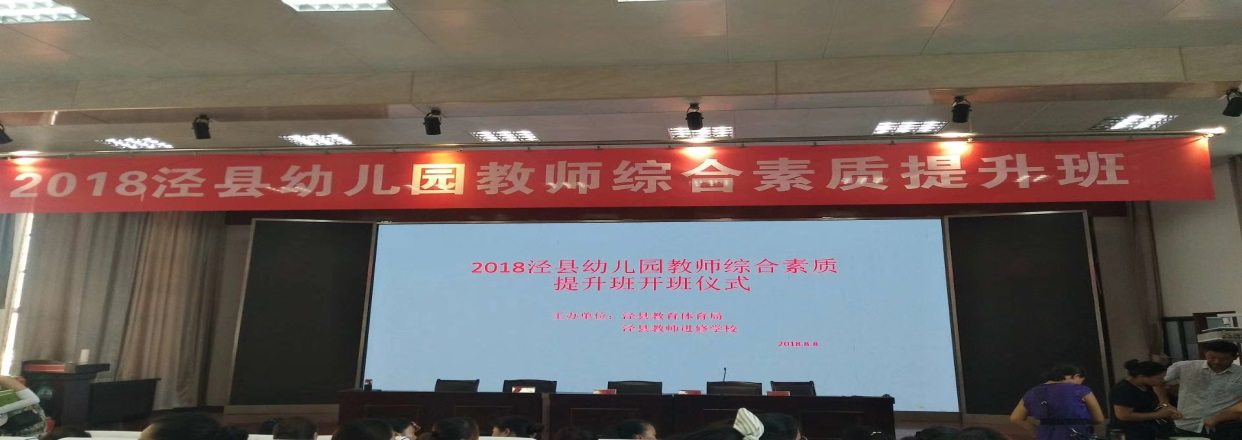 2018泾县幼儿园教师综合素质提升班
2018泾县幼儿园教师综合素质
提升班开班仪式
主办单位：泾县教育体育局
泾县教师进修学校
2018.8.8